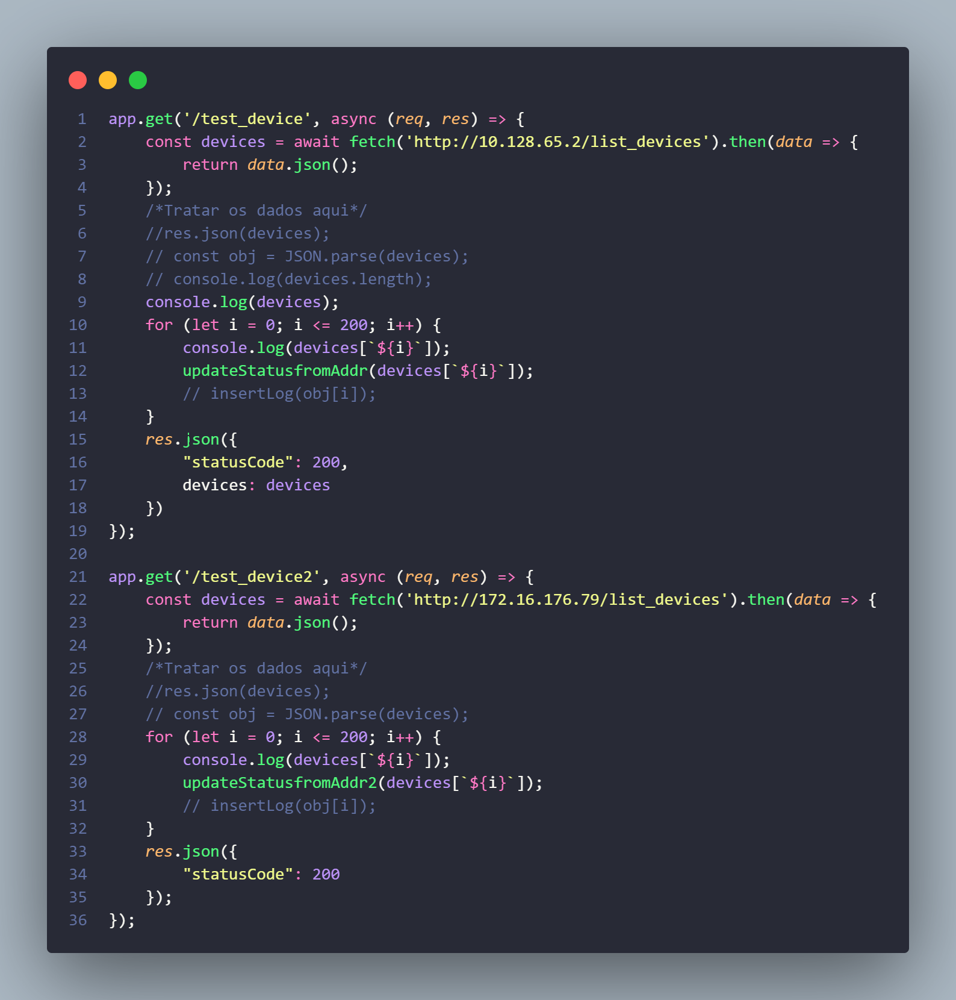 1 app.get('/test_device', async (req, res) => {
2     const devices = await fetch('http://10.128.65.2/list_devices').then(data => {
3         return data.json();
4     });
5     /*Tratar os dados aqui*/
6     //res.json(devices);
7     // const obj = JSON.parse(devices);
8     // console.log(devices.length);
9     console.log(devices);
10     for (let i = 0; i <= 200; i++) {
11         console.log(devices[`${i}`]);
12         updateStatusfromAddr(devices[`${i}`]);
13         // insertLog(obj[i]);
14     }
15     res.json({
16         "statusCode": 200,
17         devices: devices
18     })
19 });
20
21 app.get('/test_device2', async (req, res) => {
22     const devices = await fetch('http://172.16.176.79/list_devices').then(data => {
23         return data.json();
24     });
25     /*Tratar os dados aqui*/
26     //res.json(devices);
27     // const obj = JSON.parse(devices);
28     for (let i = 0; i <= 200; i++) {
29         console.log(devices[`${i}`]);
30         updateStatusfromAddr2(devices[`${i}`]);
31         // insertLog(obj[i]);
32     }
33     res.json({
34         "statusCode": 200
35     });
36 });